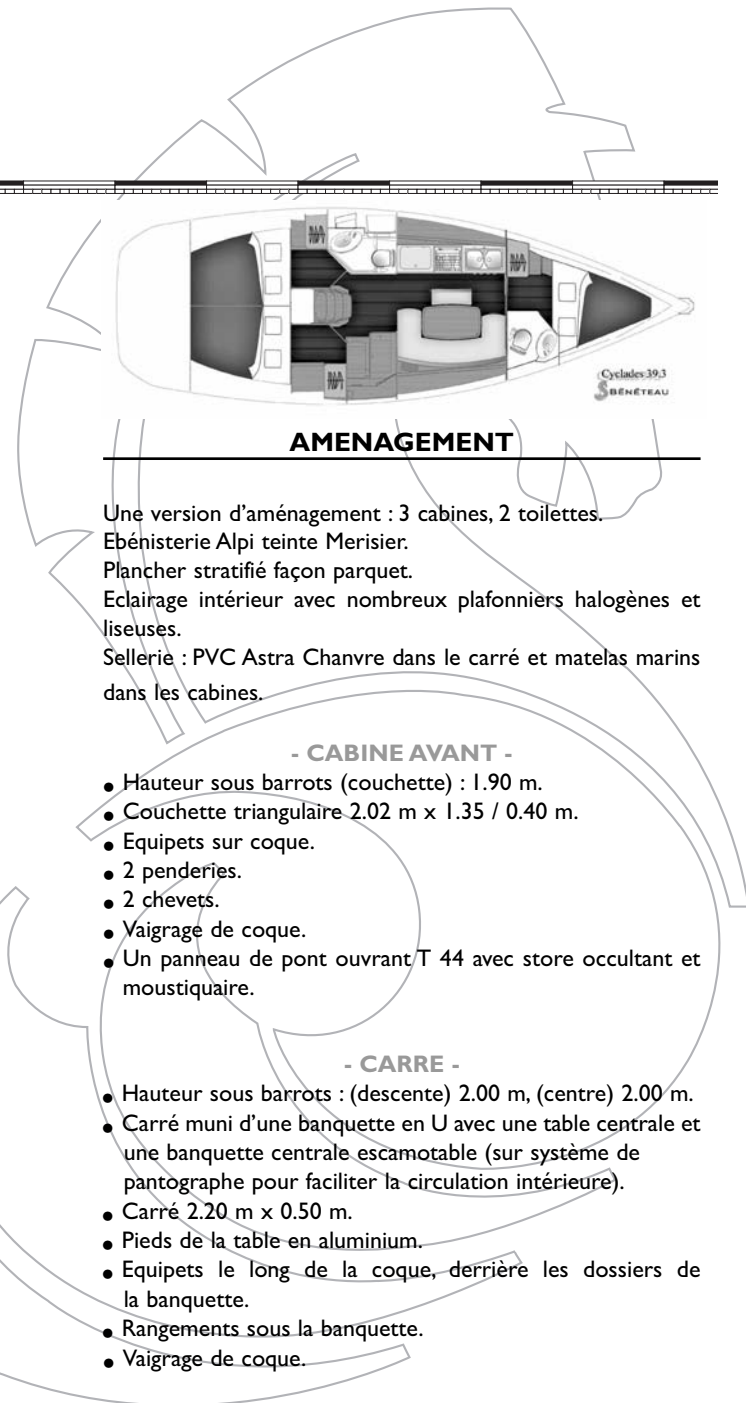 Cyclades 39.3
BÉNÉTEAU
AMENAGEMENT
Une version d’aménagement : 3 cabines, 2 toilettes.
Ebénisterie Alpi teinte Merisier.
Plancher stratifié façon parquet.
Eclairage intérieur avec nombreux plafonniers halogènes et
liseuses.
Sellerie : PVC Astra Chanvre dans le carré et matelas marins
dans les cabines.
- CABINE AVANT -
● Hauteur sous barrots (couchette) : 1.90 m.
● Couchette triangulaire 2.02 m x 1.35 / 0.40 m.
● Equipets sur coque.
● 2 penderies.
● 2 chevets.
● Vaigrage de coque.
● Un panneau de pont ouvrant T 44 avec store occultant et
moustiquaire.
- CARRE -
● Hauteur sous barrots : (descente) 2.00 m, (centre) 2.00 m.
● Carré muni d’une banquette en U avec une table centrale et
une banquette centrale escamotable (sur système de
pantographe pour faciliter la circulation intérieure).
● Carré 2.20 m x 0.50 m.
● Pieds de la table en aluminium.
● Equipets le long de la coque, derrière les dossiers de
la banquette.
● Rangements sous la banquette.
● Vaigrage de coque.